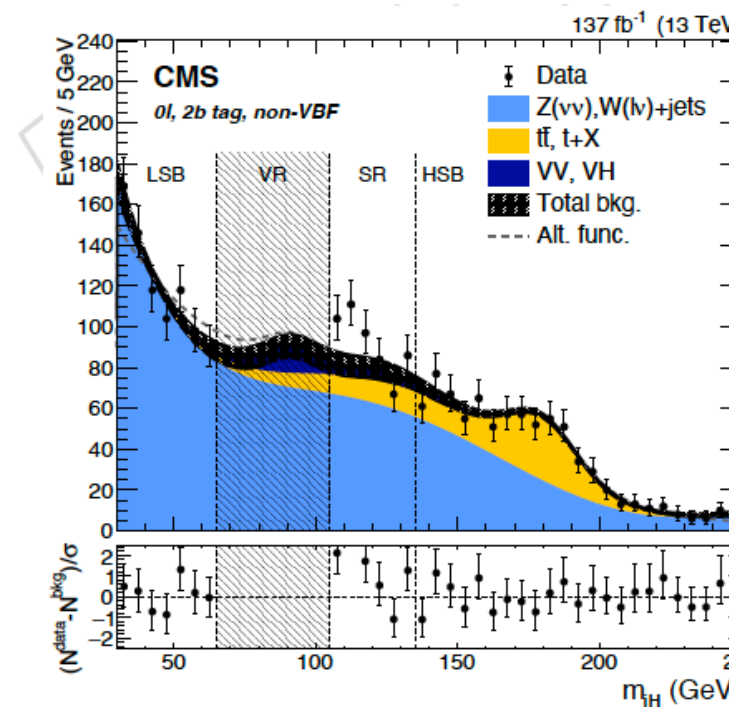 137 fb⁻¹ (13 TeV
CMS
0l, 2b tag, non-VBF
Data
Z(νν),W(lν)+jets
tt̄, t+X
VV, VH
Total bkg.
Alt. func.
LSB VR SR HSB
Events / 5 GeV
240
220
200
180
160
140
120
100
80
60
40
20
0
(N^data-N^bkg)/σ
2
1
0
−1
−2
50 100 150 200
m_jH (GeV